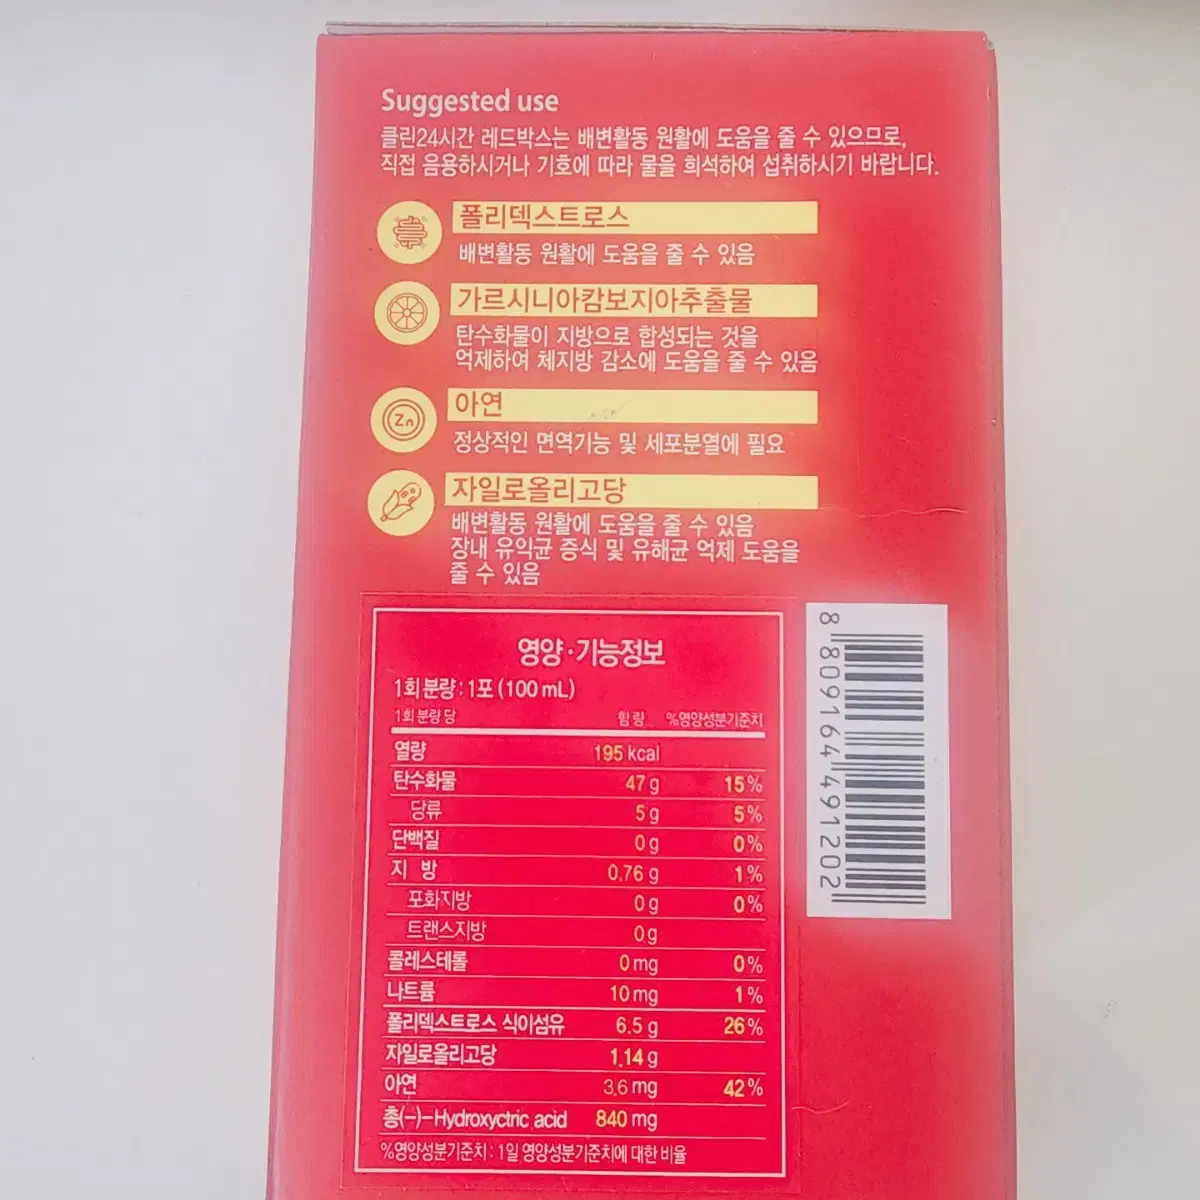 Suggested use
클린24시간 레드박스는 배변활동 원활에 도움을 줄 수 있으므로,
직접 음용하시거나 기호에 따라 물을 희석하여 섭취하시기 바랍니다.
폴리덱스트로스
배변활동 원활에 도움을 줄 수 있음
가르시니아캄보지아추출물
탄수화물이 지방으로 합성되는 것을
억제하여 체지방 감소에 도움을 줄 수 있음
Zn
아연
정상적인 면역기능 및 세포분열에 필요
자일로올리고당
배변활동 원활에 도움을 줄 수 있음
장내 유익균 증식 및 유해균 억제 도움을
줄 수 있음
영양·기능정보
1회 분량 : 1포 (100 mL)
1회 분량 당 함 량 %영양성분기준치
열량 195 kcal
탄수화물 47 g 15%
당류 5 g 5%
단백질 0 g 0%
지 방 0.76 g 1%
포화지방 0 g 0%
트랜스지방 0 g
콜레스테롤 0 mg 0%
나트륨 10 mg 1%
폴리덱스트로스 식이섬유 6.5 g 26%
자일로올리고당 1.14 g
아연 3.6 mg 42%
총(-)-Hydroxyctric acid 840 mg
%영양성분기준치 : 1일 영양성분기준치에 대한 비율
8 809164 491202